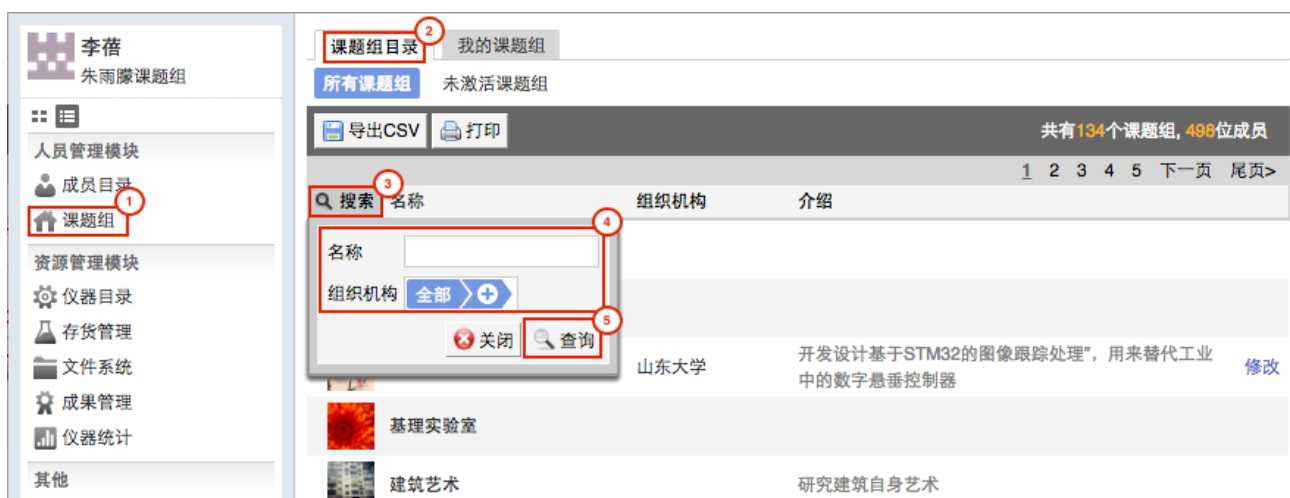 李蓓
朱雨朦课题组
人员管理模块
成员目录
1
课题组
资源管理模块
仪器目录
存货管理
文件系统
成果管理
仪器统计
其他
课题组目录 2 我的课题组
所有课题组 未激活课题组
导出CSV 打印 共有134个课题组, 498位成员
1 2 3 4 5 下一页 尾页>
3
搜索 名称 组织机构 介绍
4
名称
组织机构 全部
5
关闭 查询
山东大学 开发设计基于STM32的图像跟踪处理”，用来替代工业 修改
中的数字悬垂控制器
基理实验室
建筑艺术 研究建筑自身艺术